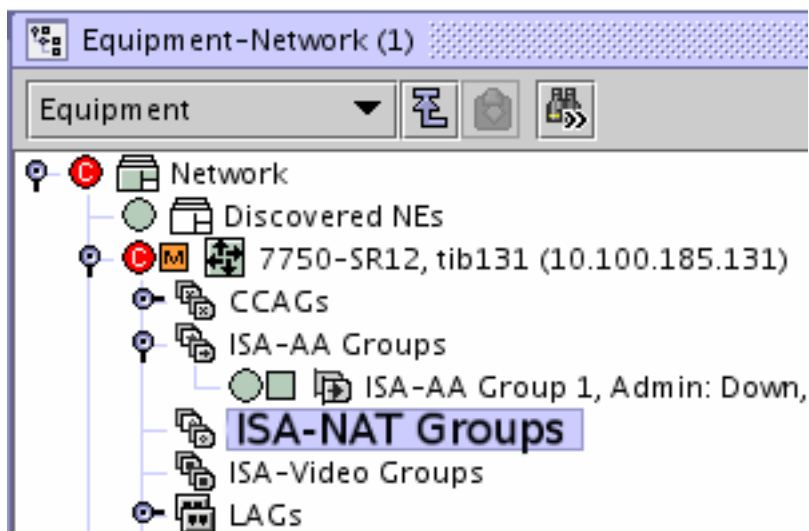 Equipment-Network (1)
Equipment
C Network
Discovered NEs
C M 7750-SR12, tib131 (10.100.185.131)
CCAGs
ISA-AA Groups
ISA-AA Group 1, Admin: Down,
ISA-NAT Groups
ISA-Video Groups
LAGs